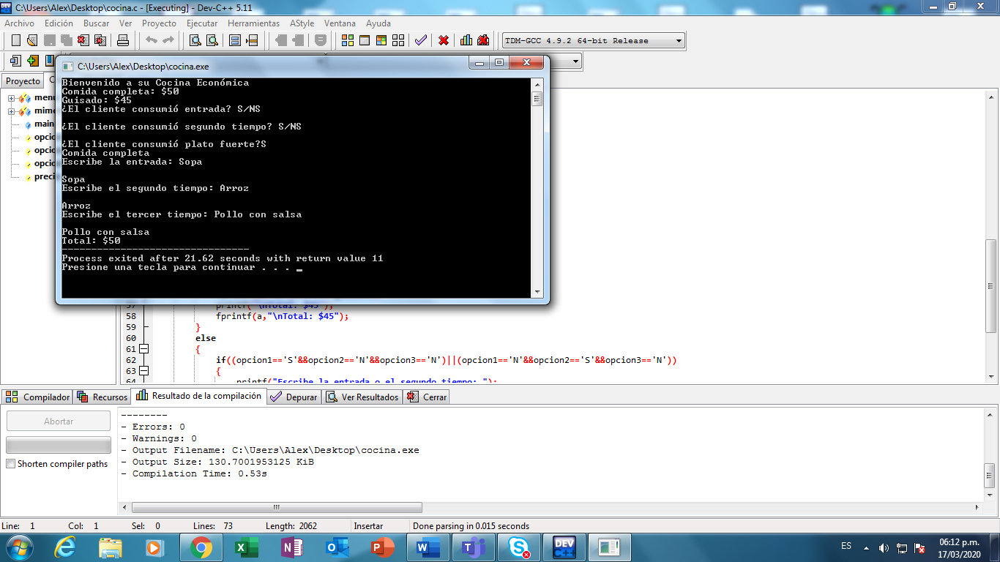 C:\Users\Alex\Desktop\cocina.c - [Executing] - Dev-C++ 5.11
Archivo Edición Buscar Ver Proyecto Ejecutar Herramientas AStyle Ventana Ayuda
TDM-GCC 4.9.2 64-bit Release
C:\Users\Alex\Desktop\cocina.exe
Bienvenido a su Cocina Económica
Comida completa: $50
Guisado: $45
¿El cliente consumió entrada? S/NS
¿El cliente consumió segundo tiempo? S/NS
¿El cliente consumió plato fuerte?S
Comida completa
Escribe la entrada: Sopa
Sopa
Escribe el segundo tiempo: Arroz
Arroz
Escribe el tercer tiempo: Pollo con salsa
Pollo con salsa
Total: $50
--------------------------------
Process exited after 21.62 seconds with return value 11
Presione una tecla para continuar . . .
Proyecto
menu
mime
main
opcio
opcio
opcio
preci
57 printf("\nTotal: $45");
58 fprintf(a,"\nTotal: $45");
59 }
60 else
61 {
62 if((opcion1=='S'&&opcion2=='N'&&opcion3=='N')||(opcion1=='N'&&opcion2=='S'&&opcion3=='N'))
63 {
64 printf("Escribe la entrada o el segundo tiempo: ");
Compilador Recursos Resultado de la compilación Depurar Ver Resultados Cerrar
Abortar
Shorten compiler paths
--------
- Errors: 0
- Warnings: 0
- Output Filename: C:\Users\Alex\Desktop\cocina.exe
- Output Size: 130.7001953125 KiB
- Compilation Time: 0.53s
Line: 1 Col: 1 Sel: 0 Lines: 73 Length: 2062 Insertar Done parsing in 0.015 seconds
ES
06:12 p.m.
17/03/2020
DEV C++